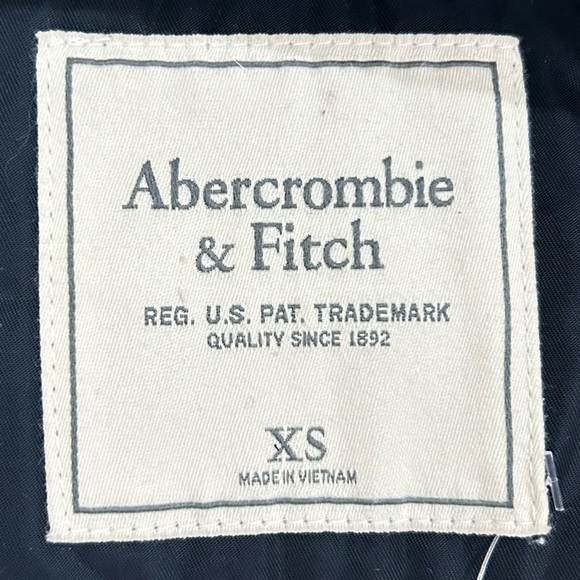 Abercrombie
& Fitch
REG. U.S. PAT. TRADEMARK
QUALITY SINCE 1892
XS
MADE IN VIETNAM